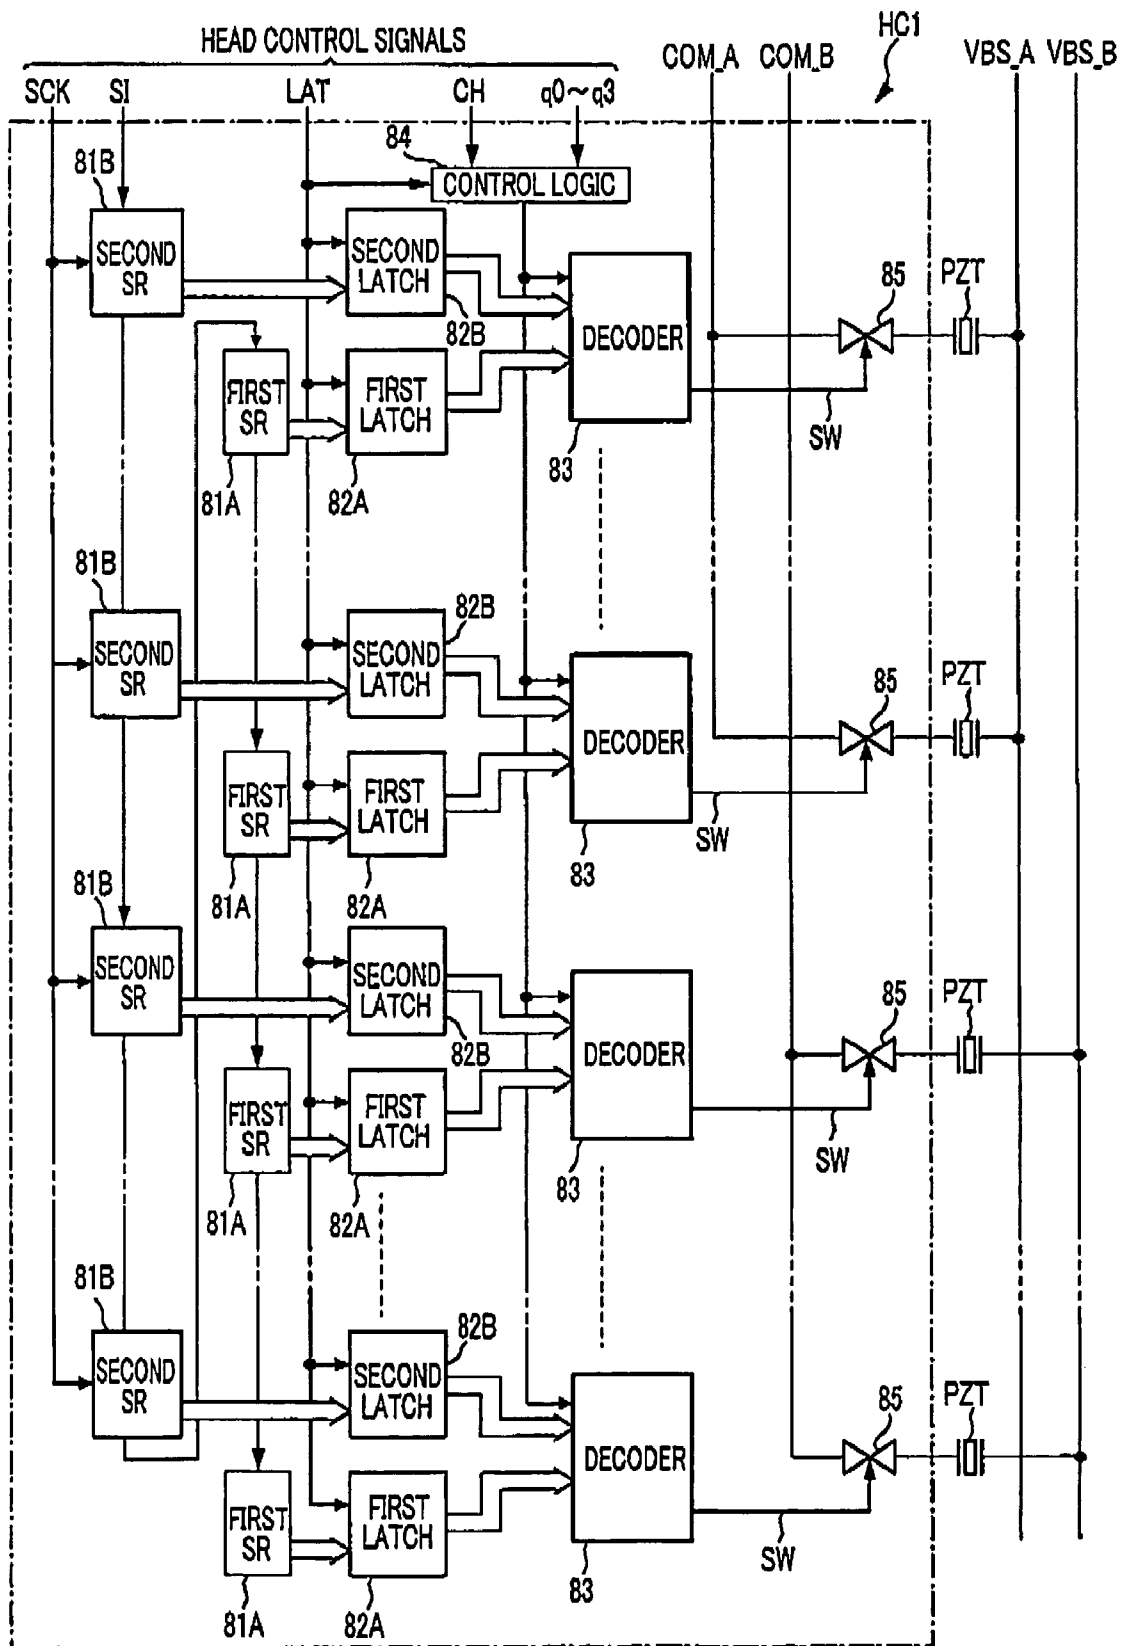 HEAD CONTROL SIGNALS
HC1
SCK SI LAT CH q0~q3 COM_A COM_B VBS_A VBS_B
84
CONTROL LOGIC
81B
SECOND SR
SECOND LATCH
82B
DECODER
83
85
PZT
SW
FIRST SR
81A
FIRST LATCH
82A
81B
SECOND SR
82B
SECOND LATCH
DECODER
83
85
PZT
SW
FIRST SR
81A
FIRST LATCH
82A
81B
SECOND SR
SECOND LATCH
82B
DECODER
83
85
PZT
SW
FIRST SR
81A
FIRST LATCH
82A
81B
SECOND SR
82B
SECOND LATCH
DECODER
83
85
PZT
SW
FIRST SR
81A
FIRST LATCH
82A